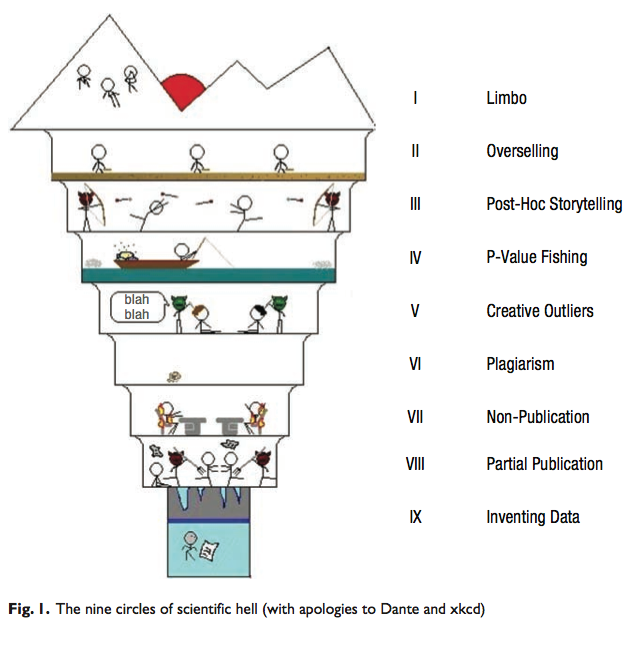 I Limbo
II Overselling
III Post-Hoc Storytelling
IV P-Value Fishing
blah
blah
V Creative Outliers
VI Plagiarism
VII Non-Publication
VIII Partial Publication
IX Inventing Data
Fig. 1. The nine circles of scientific hell (with apologies to Dante and xkcd)